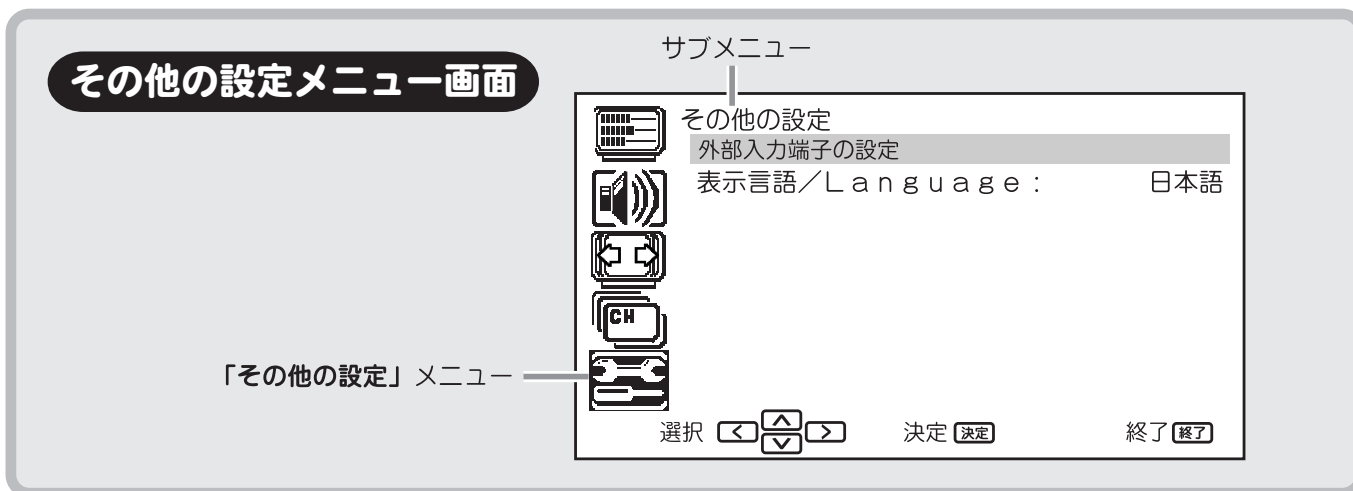 サブメニュー
その他の設定メニュー画面
その他の設定
外部入力端子の設定
表示言語／Ｌａｎｇｕａｇｅ： 日本語
CH
「その他の設定」メニュー
選択 決定 決定 終了 終了